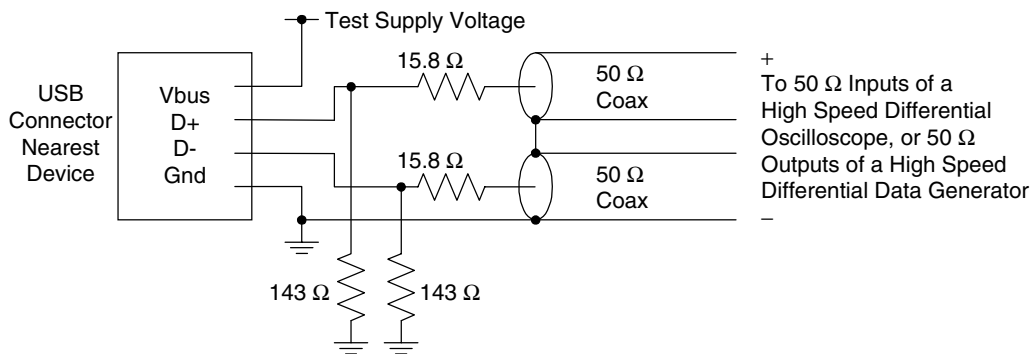 Test Supply Voltage
USB
Connector
Nearest
Device
Vbus
D+
D-
Gnd
15.8 Ω
15.8 Ω
50 Ω
Coax
50 Ω
Coax
+
To 50 Ω Inputs of a
High Speed Differential
Oscilloscope, or 50 Ω
Outputs of a High Speed
Differential Data Generator
−
143 Ω
143 Ω